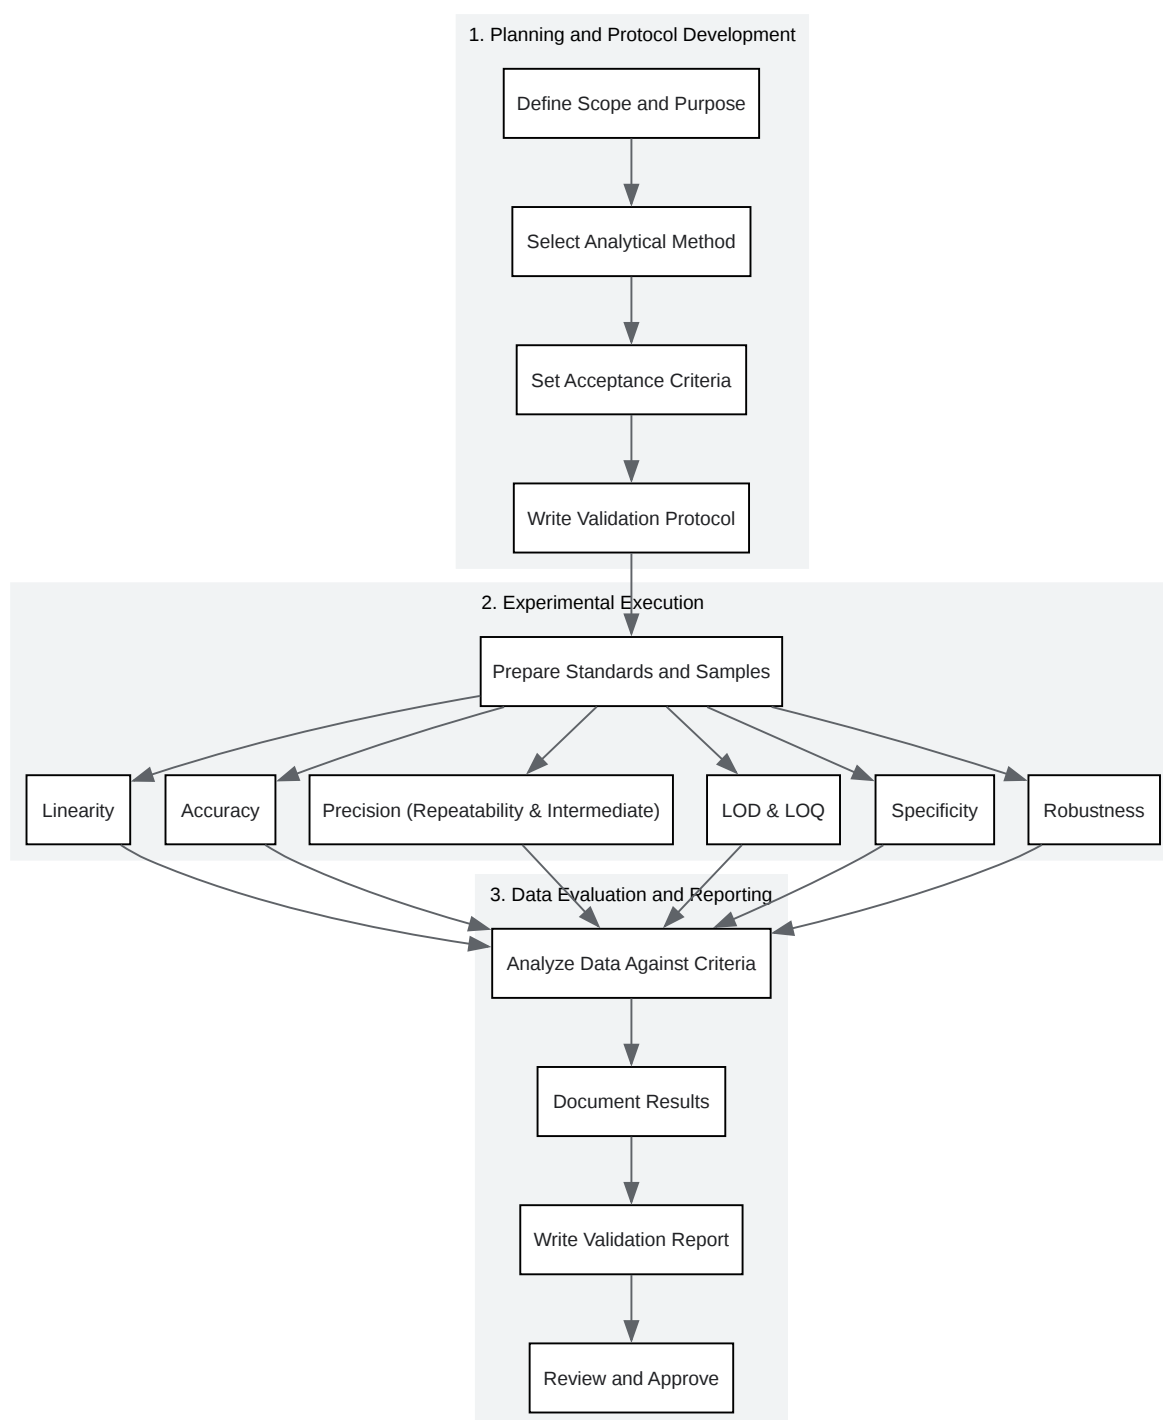 1. Planning and Protocol Development
Define Scope and Purpose
Select Analytical Method
Set Acceptance Criteria
Write Validation Protocol
2. Experimental Execution
Prepare Standards and Samples
Linearity
Accuracy
Precision (Repeatability & Intermediate)
LOD & LOQ
Specificity
Robustness
3. Data Evaluation and Reporting
Analyze Data Against Criteria
Document Results
Write Validation Report
Review and Approve